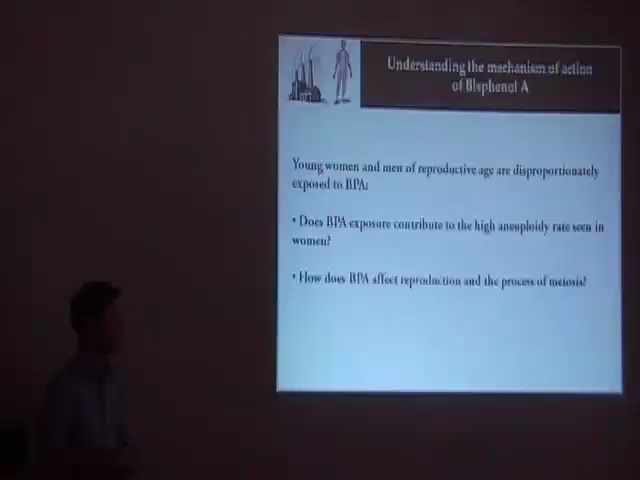 Understanding the mechanism of action
of Bisphenol A
Young women and men of reproductive age are disproportionately
exposed to BPA:
• Does BPA exposure contribute to the high aneuploidy rate seen in
women?
• How does BPA affect reproduction and the process of meiosis?